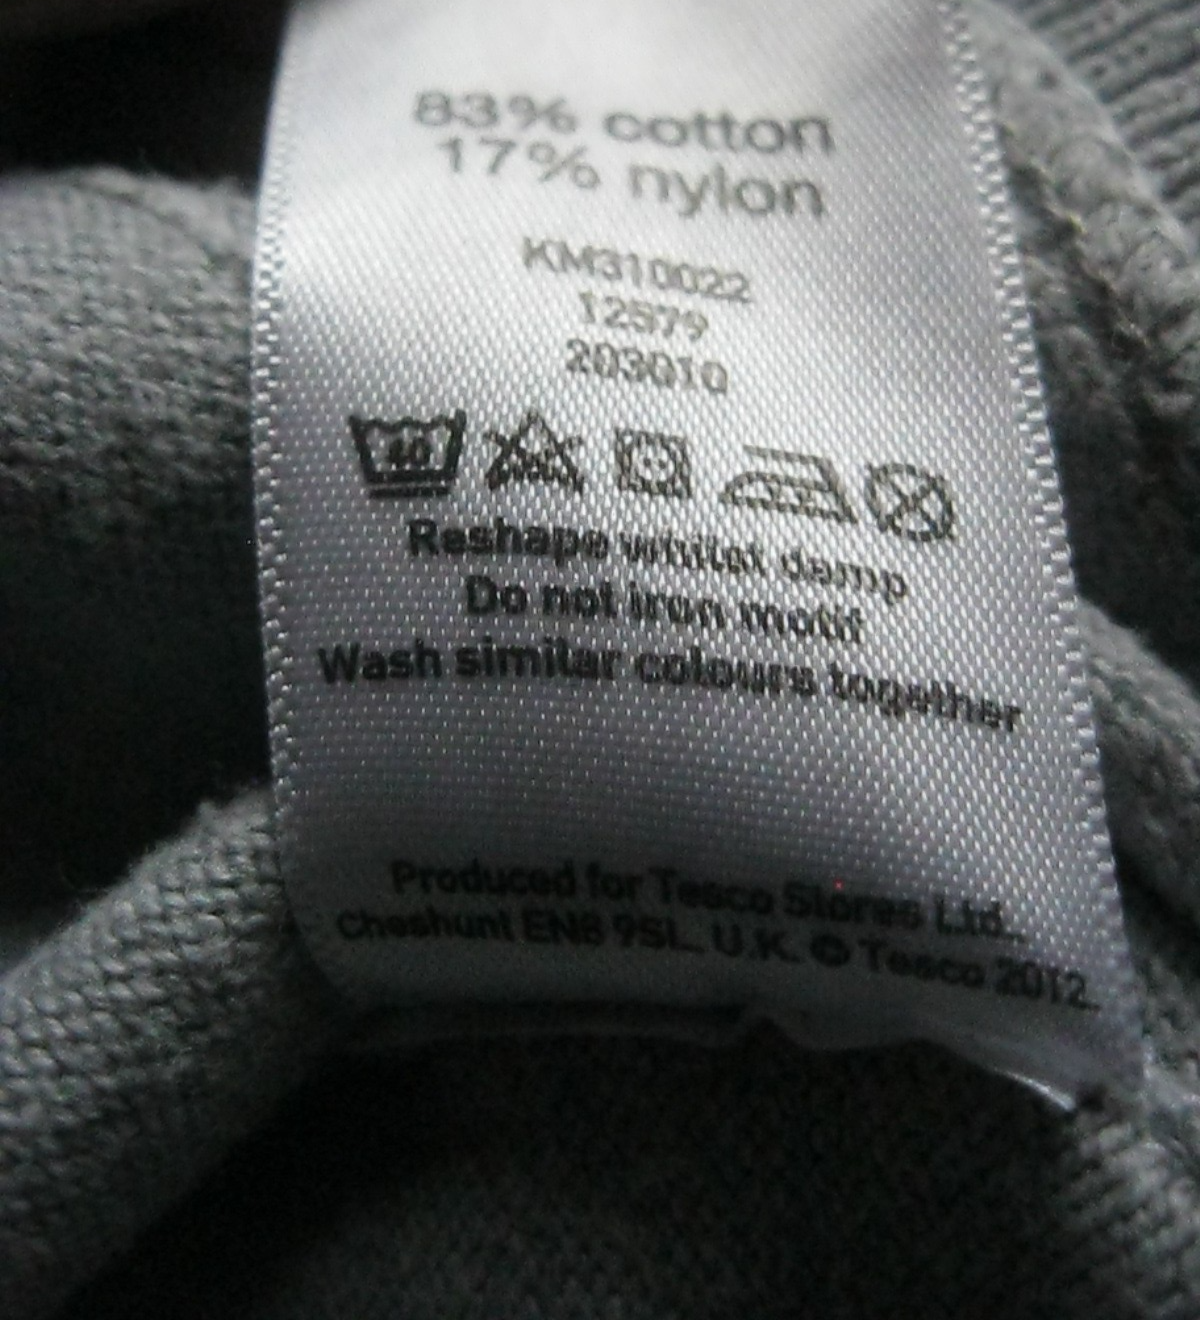 83% cotton
17% nylon
KM310022
12579
203010
40
Reshape whilst damp
Do not iron motif
Wash similar colours together
Produced for Tesco Stores Ltd.
Cheshunt EN8 9SL. U.K. © Tesco 2012.